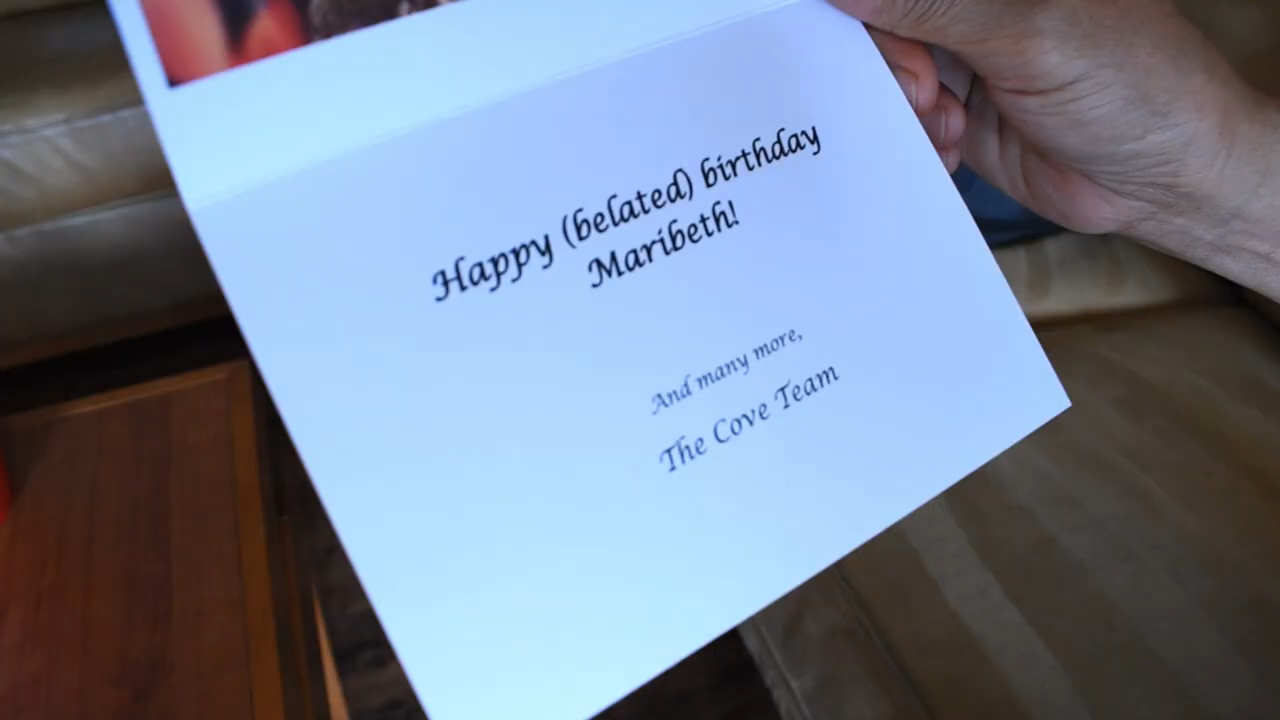 Happy (belated) birthday
Maribeth!
And many more,
The Cove Team